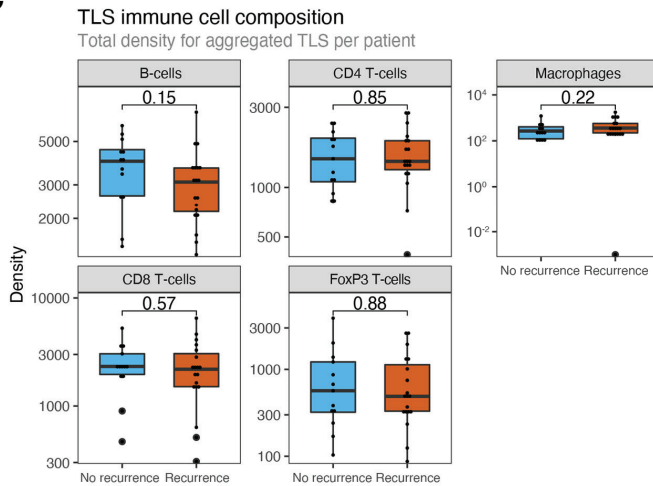 TLS immune cell composition
Total density for aggregated TLS per patient
B-cells
0.15
5000
3000
2000
CD4 T-cells
0.85
3000
1000
500
Macrophages
0.22
10^4
10^2
10^0
10^-2
No recurrence Recurrence
Density
CD8 T-cells
0.57
10000
3000
1000
300
No recurrence Recurrence
FoxP3 T-cells
0.88
3000
1000
300
100
No recurrence Recurrence